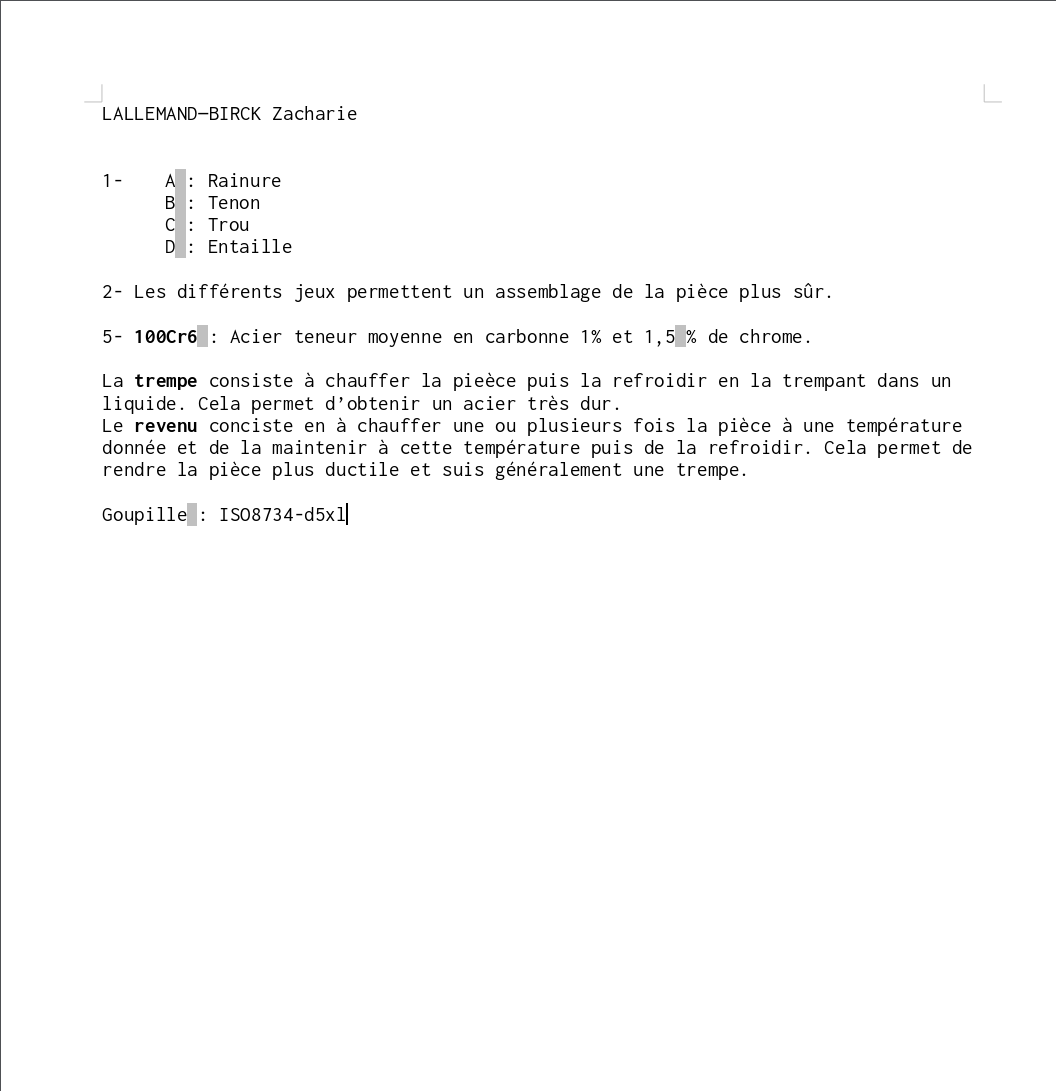 LALLEMAND—BIRCK Zacharie
1- A : Rainure
B : Tenon
C : Trou
D : Entaille
2- Les différents jeux permettent un assemblage de la pièce plus sûr.
5- 100Cr6 : Acier teneur moyenne en carbonne 1% et 1,5 % de chrome.
La trempe consiste à chauffer la pieèce puis la refroidir en la trempant dans un
liquide. Cela permet d’obtenir un acier très dur.
Le revenu conciste en à chauffer une ou plusieurs fois la pièce à une température
donnée et de la maintenir à cette température puis de la refroidir. Cela permet de
rendre la pièce plus ductile et suis généralement une trempe.
Goupille : ISO8734-d5xl